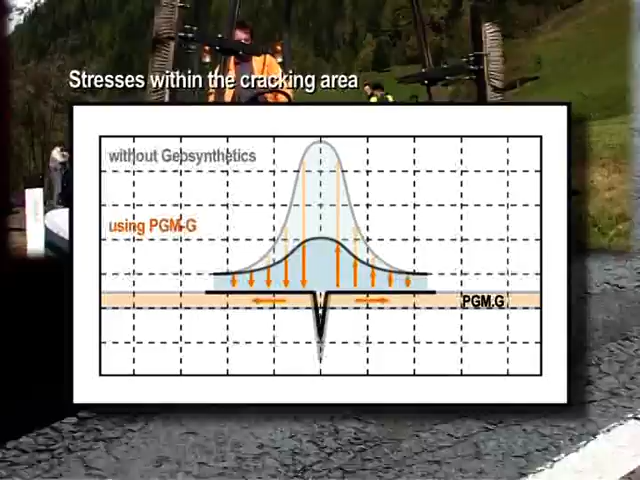 Stresses within the cracking area
without Geosynthetics
using PGM-G
PGM.G